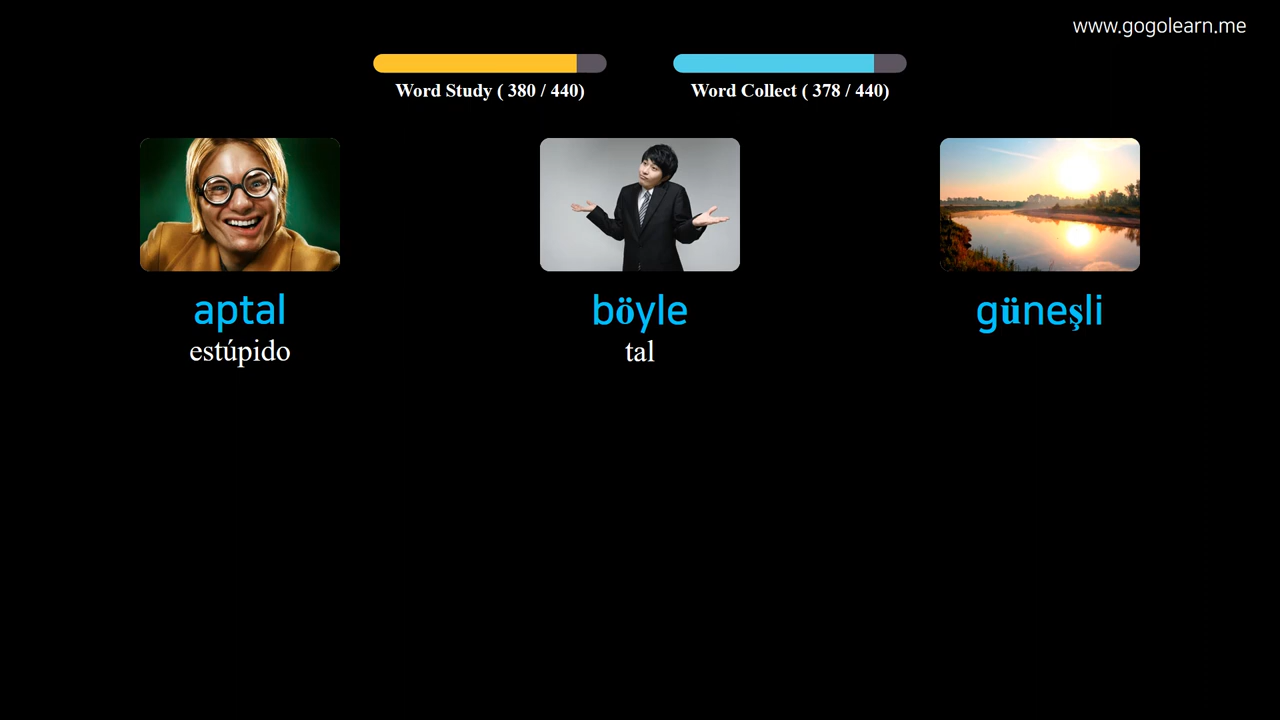 www.gogolearn.me
Word Study ( 380 / 440)
Word Collect ( 378 / 440)
aptal
estúpido
böyle
tal
güneşli